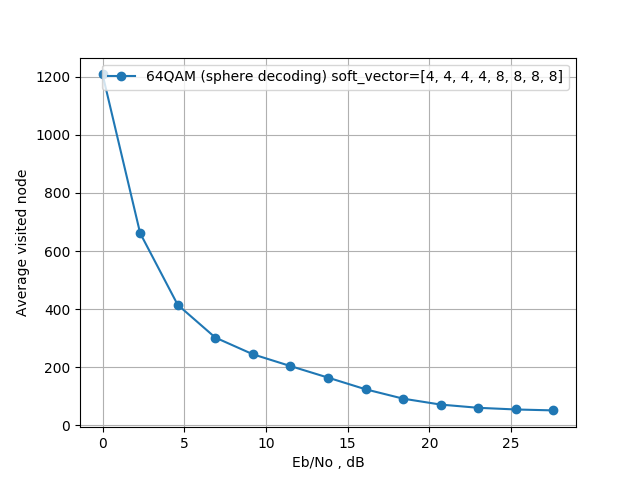 64QAM (sphere decoding) soft_vector=[4, 4, 4, 4, 8, 8, 8, 8]
1200
1000
800
600
400
200
0
Average visited node
0 5 10 15 20 25
Eb/No , dB